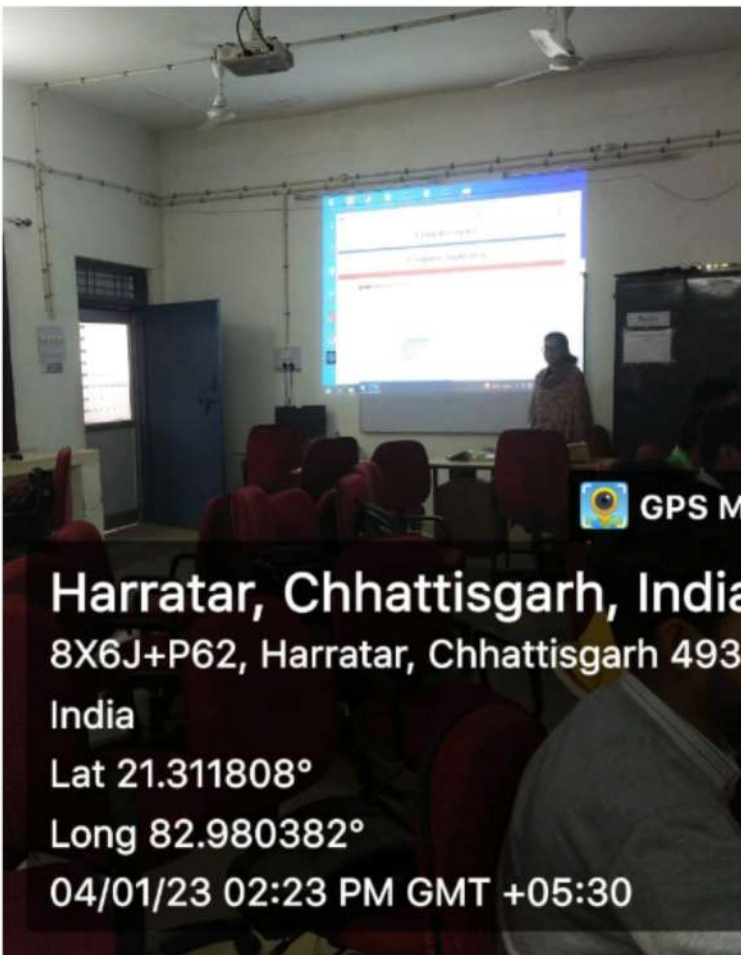 GPS M
Harratar, Chhattisgarh, India
8X6J+P62, Harratar, Chhattisgarh 493
India
Lat 21.311808°
Long 82.980382°
04/01/23 02:23 PM GMT +05:30